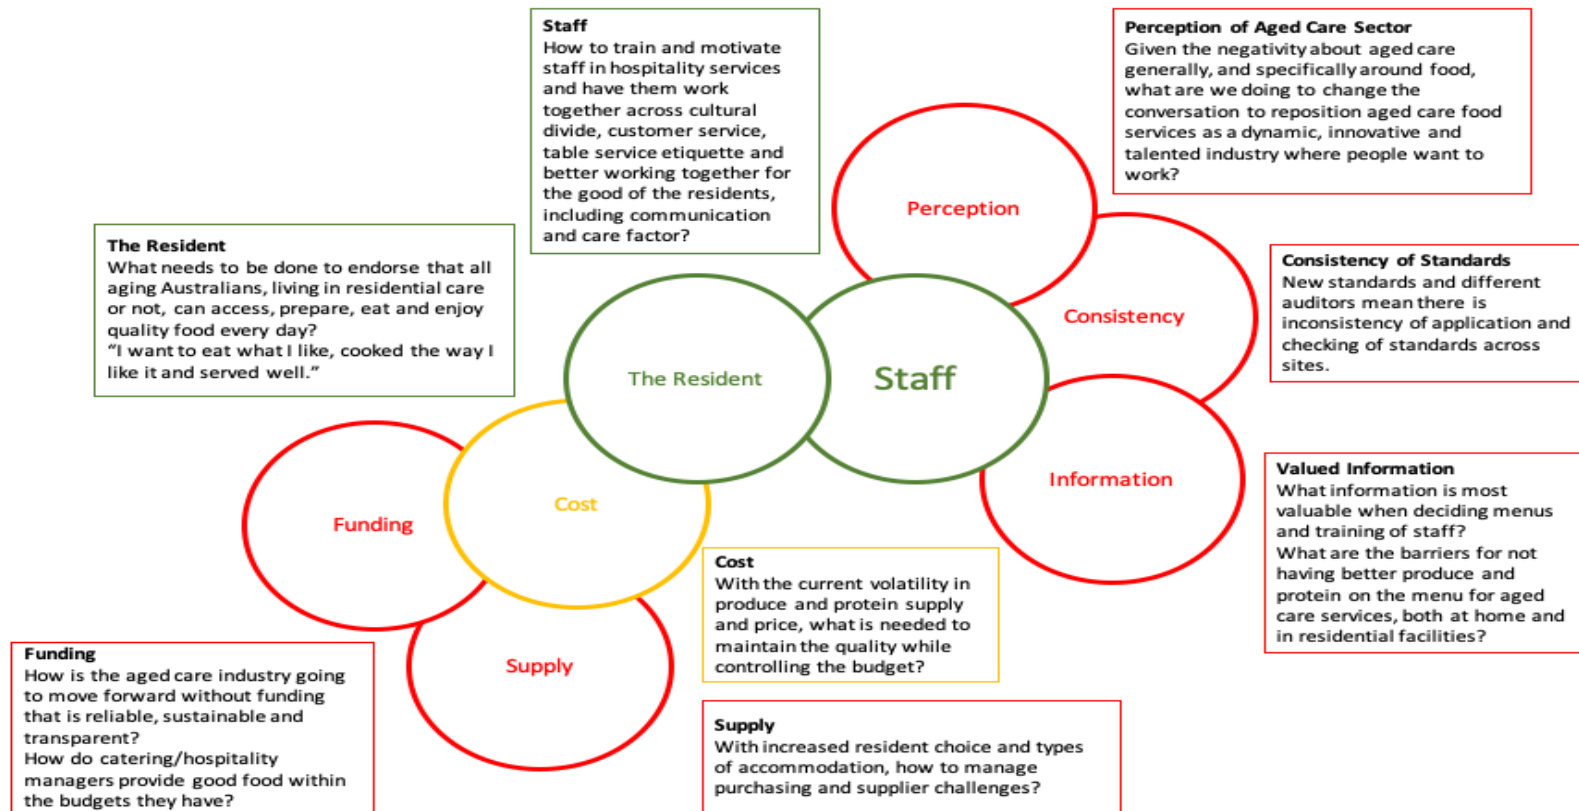 Staff
How to train and motivate
staff in hospitality services
and have them work
together across cultural
divide, customer service,
table service etiquette and
better working together for
the good of the residents,
including communication
and care factor?
Perception of Aged Care Sector
Given the negativity about aged care
generally, and specifically around food,
what are we doing to change the
conversation to reposition aged care food
services as a dynamic, innovative and
talented industry where people want to
work?
The Resident
What needs to be done to endorse that all
aging Australians, living in residential care
or not, can access, prepare, eat and enjoy
quality food every day?
“I want to eat what I like, cooked the way I
like it and served well.”
Perception
Consistency
Consistency of Standards
New standards and different
auditors mean there is
inconsistency of application and
checking of standards across
sites.
The Resident
Staff
Information
Valued Information
What information is most
valuable when deciding menus
and training of staff?
What are the barriers for not
having better produce and
protein on the menu for aged
care services, both at home and
in residential facilities?
Funding
Cost
Supply
Cost
With the current volatility in
produce and protein supply
and price, what is needed to
maintain the quality while
controlling the budget?
Funding
How is the aged care industry going
to move forward without funding
that is reliable, sustainable and
transparent?
How do catering/hospitality
managers provide good food within
the budgets they have?
Supply
With increased resident choice and types
of accommodation, how to manage
purchasing and supplier challenges?